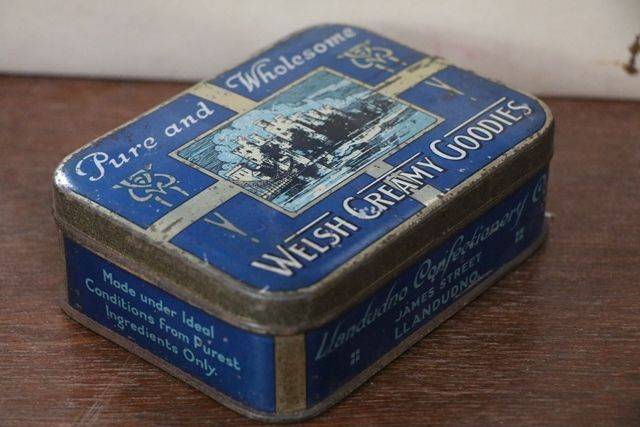 Pure and Wholesome
WELSH CREAMY GOODIES
Made under Ideal
Conditions from Purest
Ingredients Only.
Llandudno Confectionery Co.
JAMES STREET
LLANDUDNO